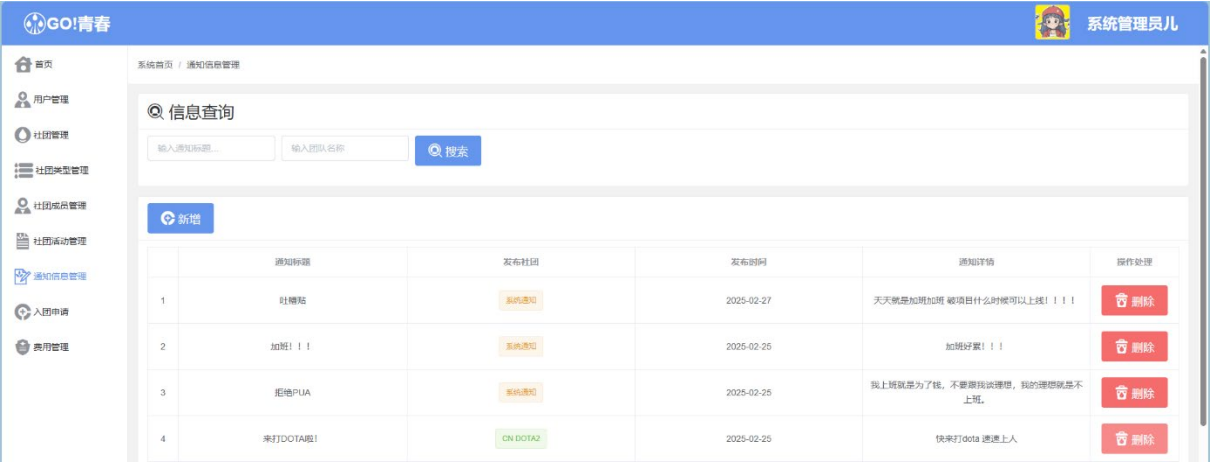 GO!青春
系统管理员儿
首页
用户管理
社团管理
社团类型管理
社团成员管理
社团活动管理
通知信息管理
入团申请
费用管理
系统首页 / 通知信息管理
信息查询
输入通知标题...
输入团队名称
搜索
新增
通知标题 发布社团 发布时间 通知详情 操作处理
1 吐槽贴 系统通知 2025-02-27 天天就是加班加班 破项目什么时候可以上线！！！！ 删除
2 加班！！！ 系统通知 2025-02-25 加班好累！！！ 删除
3 拒绝PUA 系统通知 2025-02-25 我上班就是为了钱，不要跟我谈理想，我的理想就是不
上班。 删除
4 来打DOTA啦！ CN DOTA2 2025-02-25 快来打dota 速速上人 删除